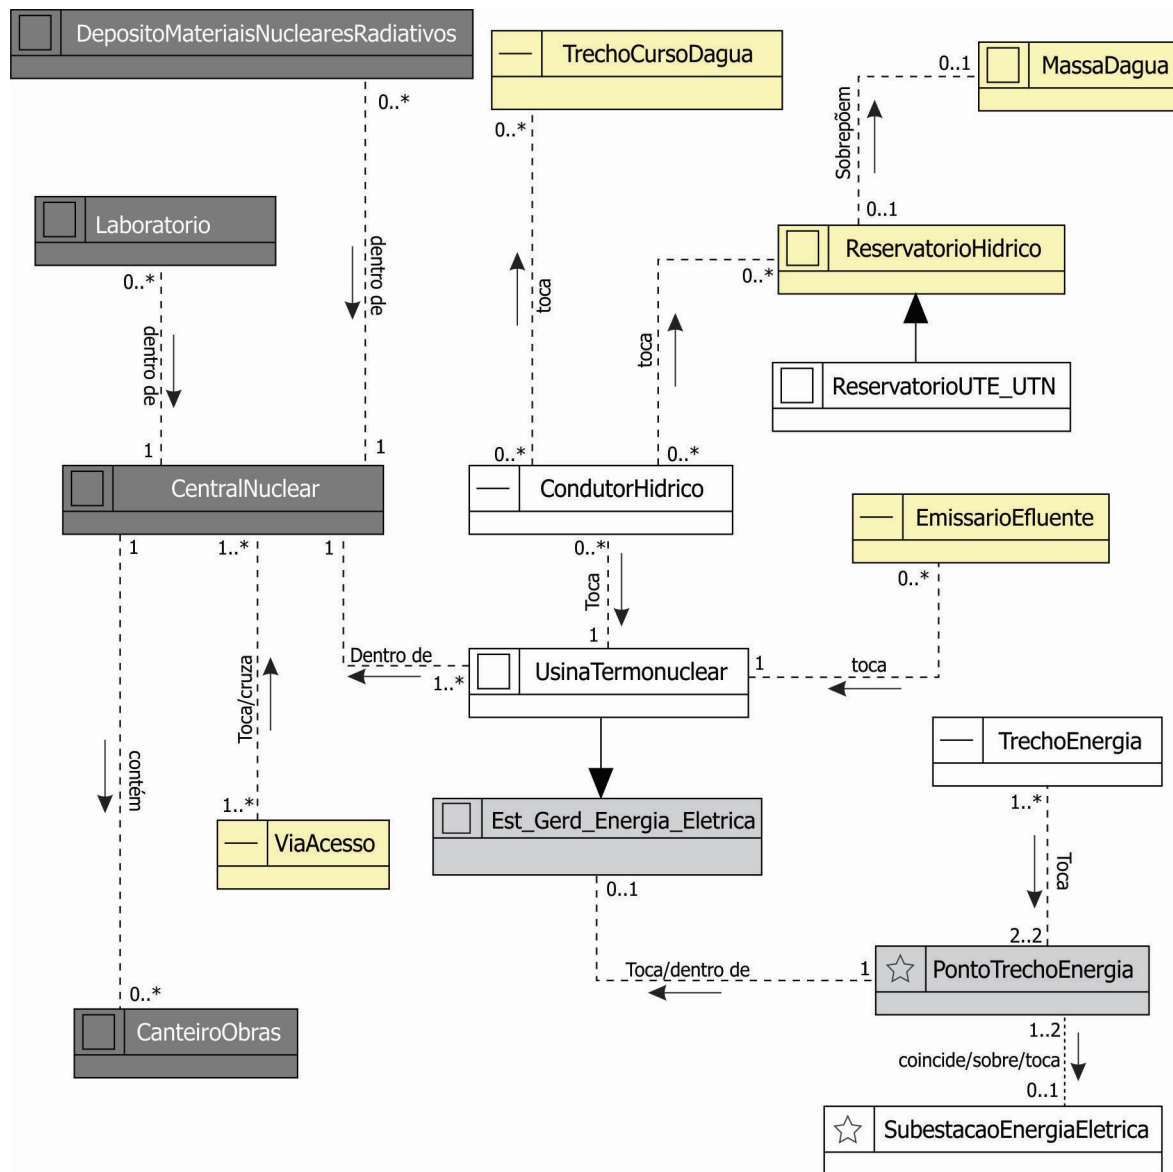 DepositoMateriaisNuclearesRadiativos
TrechoCursoDagua
MassaDagua
0..1
0..*
0..*
Sobrepõem
Laboratorio
0..1
ReservatorioHidrico
0..*
0..*
dentro de
toca
toca
dentro de
ReservatorioUTE_UTN
1
1
0..*
0..*
CentralNuclear
CondutorHidrico
EmissarioEfluente
1
1..*
1
0..*
0..*
Toca
1
Dentro de
1..*
UsinaTermonuclear
1
toca
Toca/cruza
TrechoEnergia
contém
1..*
1..*
ViaAcesso
Est_Gerd_Energia_Eletrica
0..1
Toca
2..2
Toca/dentro de
1
PontoTrechoEnergia
0..*
CanteiroObras
1..2
coincide/sobre/toca
0..1
SubestacaoEnergiaEletrica